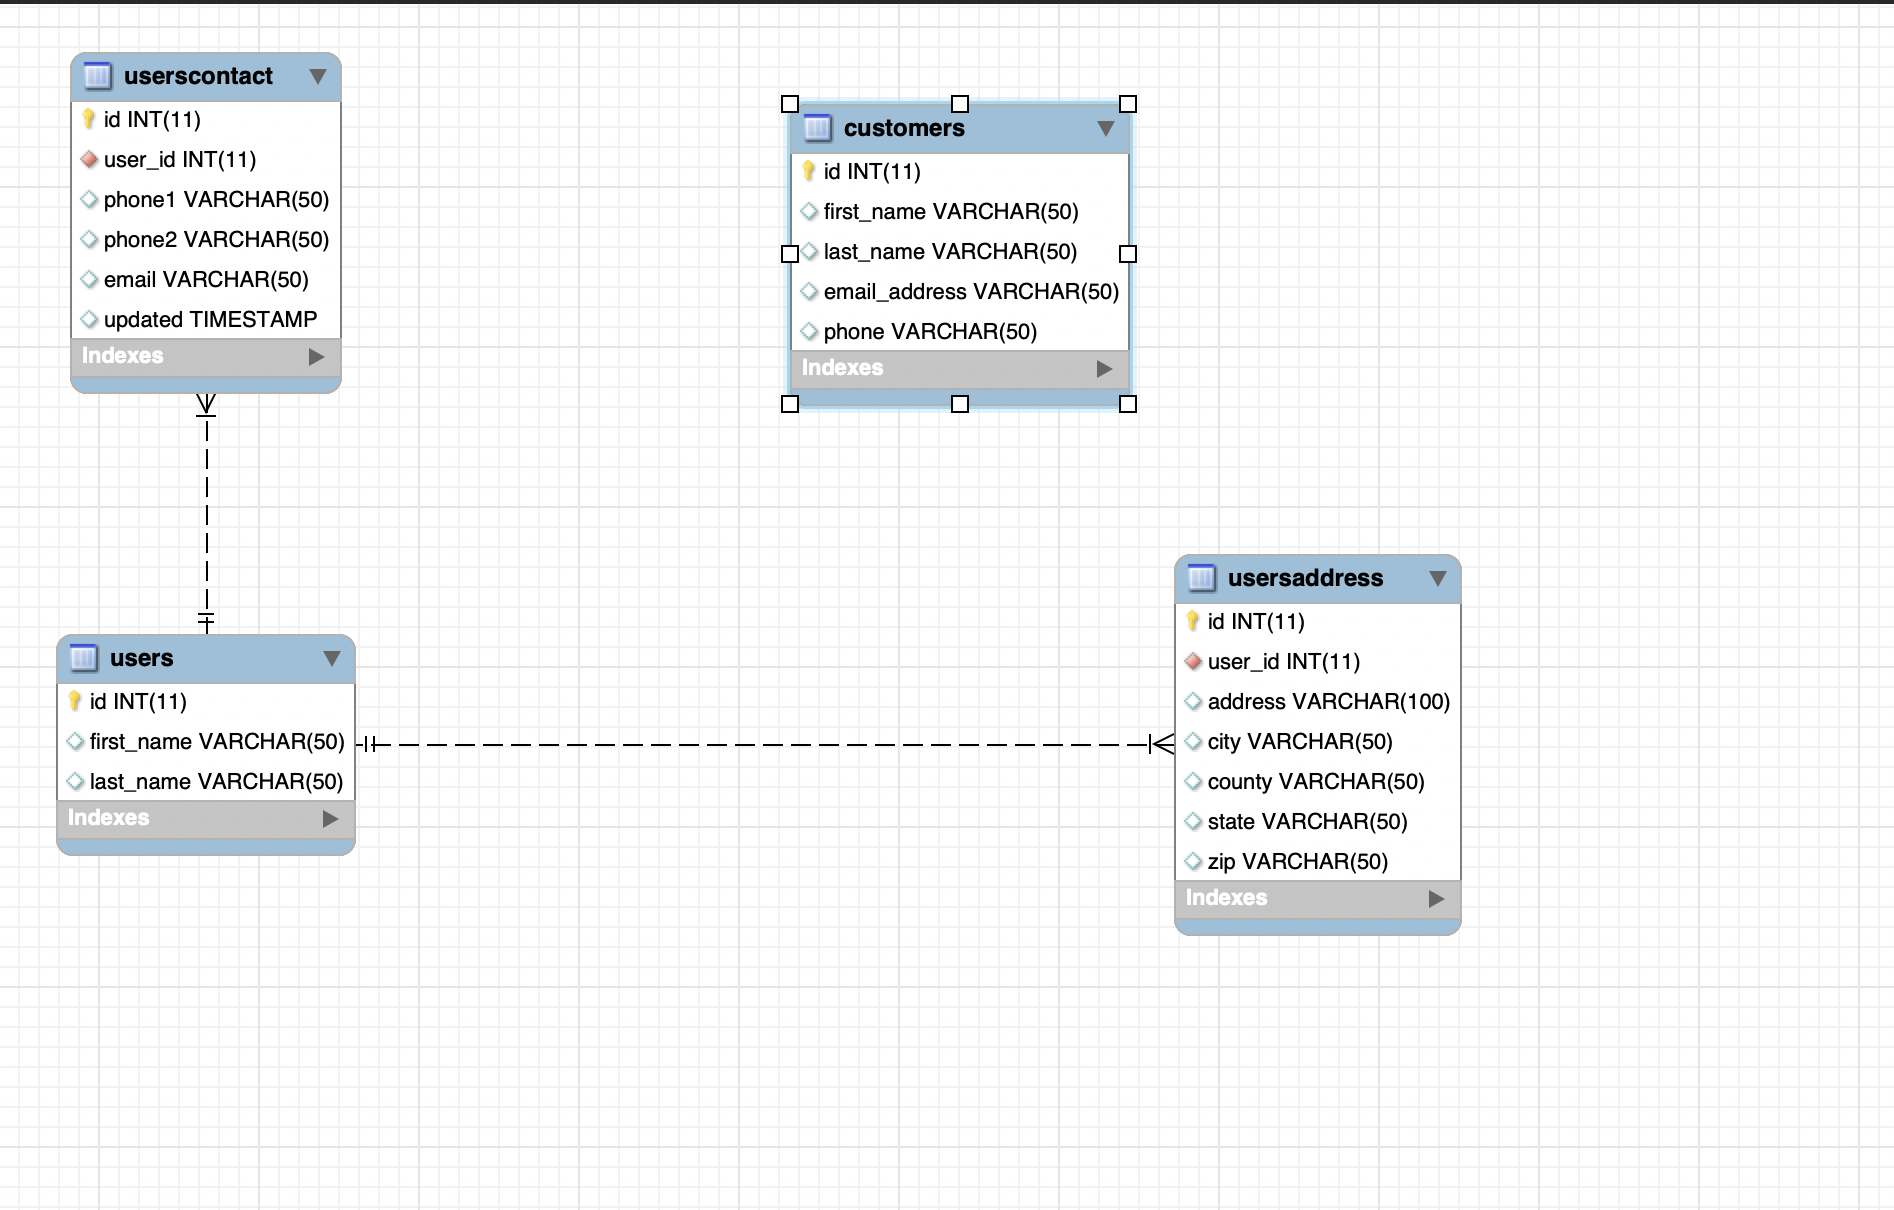 userscontact
id INT(11)
user_id INT(11)
phone1 VARCHAR(50)
phone2 VARCHAR(50)
email VARCHAR(50)
updated TIMESTAMP
Indexes
customers
id INT(11)
first_name VARCHAR(50)
last_name VARCHAR(50)
email_address VARCHAR(50)
phone VARCHAR(50)
Indexes
users
id INT(11)
first_name VARCHAR(50)
last_name VARCHAR(50)
Indexes
usersaddress
id INT(11)
user_id INT(11)
address VARCHAR(100)
city VARCHAR(50)
county VARCHAR(50)
state VARCHAR(50)
zip VARCHAR(50)
Indexes